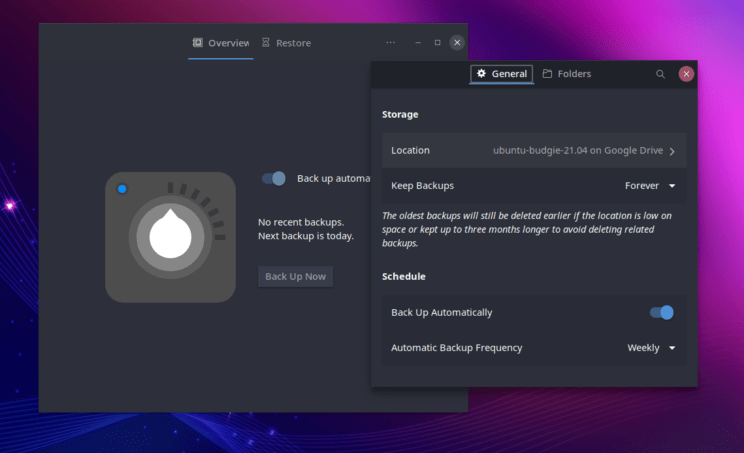 Overview
Restore
Back up automa
No recent backups.
Next backup is today.
Back Up Now
General
Folders
Storage
Location
ubuntu-budgie-21.04 on Google Drive
Keep Backups
Forever
The oldest backups will still be deleted earlier if the location is low on
space or kept up to three months longer to avoid deleting related
backups.
Schedule
Back Up Automatically
Automatic Backup Frequency
Weekly